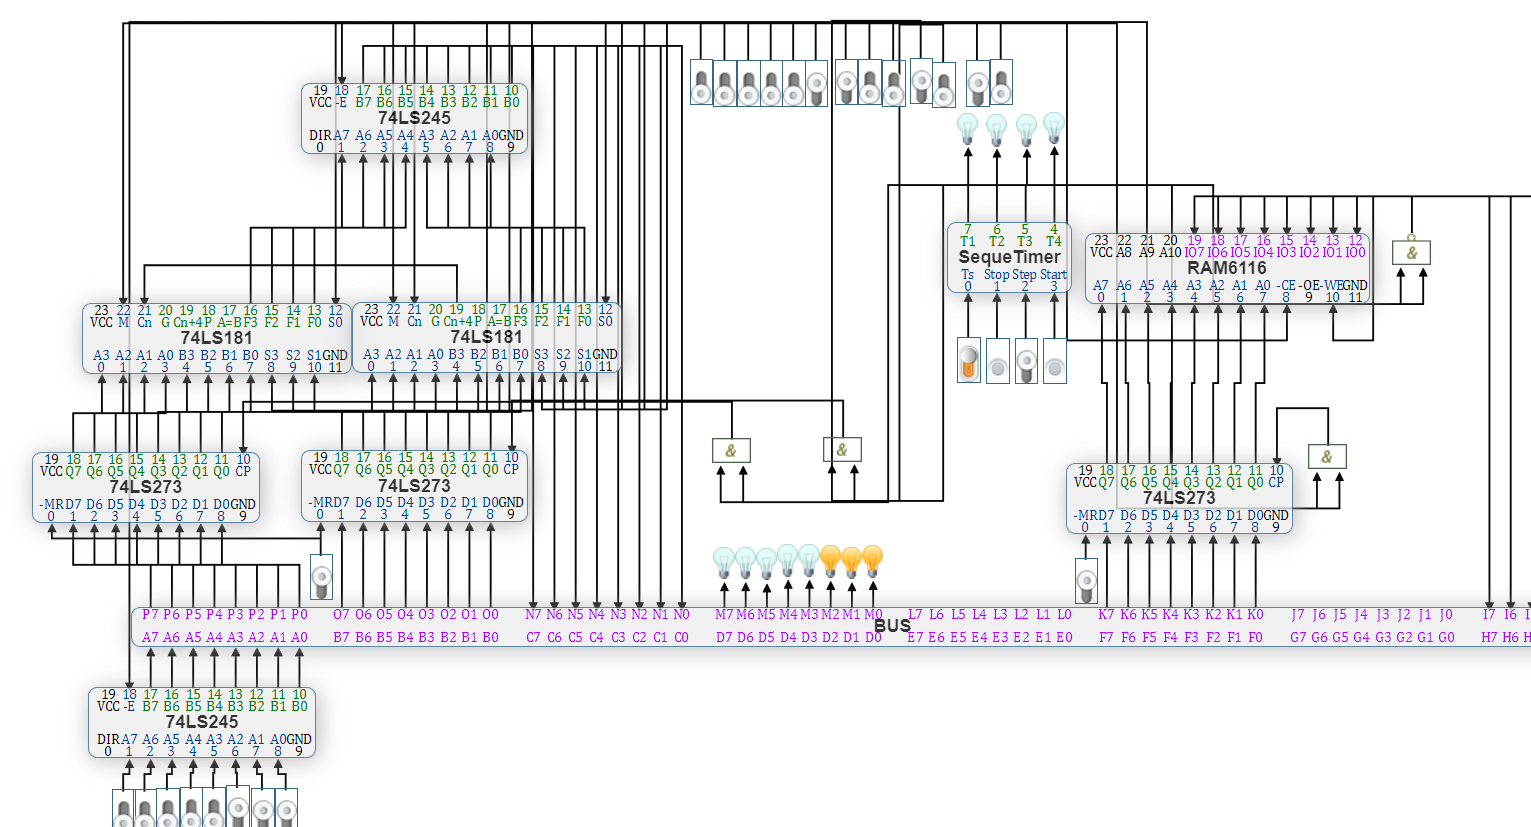 19 18 17 16 15 14 13 12 11 10
VCC -E B7 B6 B5 B4 B3 B2 B1 B0
74LS245
DIR A7 A6 A5 A4 A3 A2 A1 A0 GND
0 1 2 3 4 5 6 7 8 9
7 6 5 4
T1 T2 T3 T4
SequeTimer
Ts Stop Step Start
0 1 2 3
23 22 21 20 19 18 17 16 15 14 13 12
VCC A8 A9 A10 IO7 IO6 IO5 IO4 IO3 IO2 IO1 IO0
RAM6116
A7 A6 A5 A4 A3 A2 A1 A0 -CE -OE -WE GND
0 1 2 3 4 5 6 7 8 9 10 11
&
23 22 21 20 19 18 17 16 15 14 13 12
VCC M Cn G Cn+4 P A=B F3 F2 F1 F0 S0
74LS181
A3 A2 A1 A0 B3 B2 B1 B0 S3 S2 S1 GND
0 1 2 3 4 5 6 7 8 9 10 11
23 22 21 20 19 18 17 16 15 14 13 12
VCC M Cn G Cn+4 P A=B F3 F2 F1 F0 S0
74LS181
A3 A2 A1 A0 B3 B2 B1 B0 S3 S2 S1 GND
0 1 2 3 4 5 6 7 8 9 10 11
19 18 17 16 15 14 13 12 11 10
VCC Q7 Q6 Q5 Q4 Q3 Q2 Q1 Q0 CP
74LS273
-MR D7 D6 D5 D4 D3 D2 D1 D0 GND
0 1 2 3 4 5 6 7 8 9
19 18 17 16 15 14 13 12 11 10
VCC Q7 Q6 Q5 Q4 Q3 Q2 Q1 Q0 CP
74LS273
-MR D7 D6 D5 D4 D3 D2 D1 D0 GND
0 1 2 3 4 5 6 7 8 9
&
&
19 18 17 16 15 14 13 12 11 10
VCC Q7 Q6 Q5 Q4 Q3 Q2 Q1 Q0 CP
74LS273
-MR D7 D6 D5 D4 D3 D2 D1 D0 GND
0 1 2 3 4 5 6 7 8 9
&
P7 P6 P5 P4 P3 P2 P1 P0 O7 O6 O5 O4 O3 O2 O1 O0 N7 N6 N5 N4 N3 N2 N1 N0 M7 M6 M5 M4 M3 M2 M1 M0 L7 L6 L5 L4 L3 L2 L1 L0 K7 K6 K5 K4 K3 K2 K1 K0 J7 J6 J5 J4 J3 J2 J1 J0 I7 I6
BUS
A7 A6 A5 A4 A3 A2 A1 A0 B7 B6 B5 B4 B3 B2 B1 B0 C7 C6 C5 C4 C3 C2 C1 C0 D7 D6 D5 D4 D3 D2 D1 D0 E7 E6 E5 E4 E3 E2 E1 E0 F7 F6 F5 F4 F3 F2 F1 F0 G7 G6 G5 G4 G3 G2 G1 G0 H7 H6
19 18 17 16 15 14 13 12 11 10
VCC -E B7 B6 B5 B4 B3 B2 B1 B0
74LS245
DIR A7 A6 A5 A4 A3 A2 A1 A0 GND
0 1 2 3 4 5 6 7 8 9